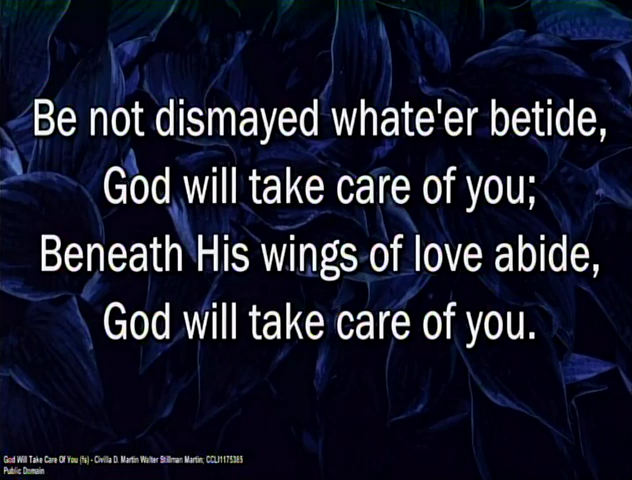 Be not dismayed whate'er betide,
God will take care of you;
Beneath His wings of love abide,
God will take care of you.
God Will Take Care Of You (fs) - Civilla D. Martin Walter Stillman Martin; CCLI1175385
Public Domain